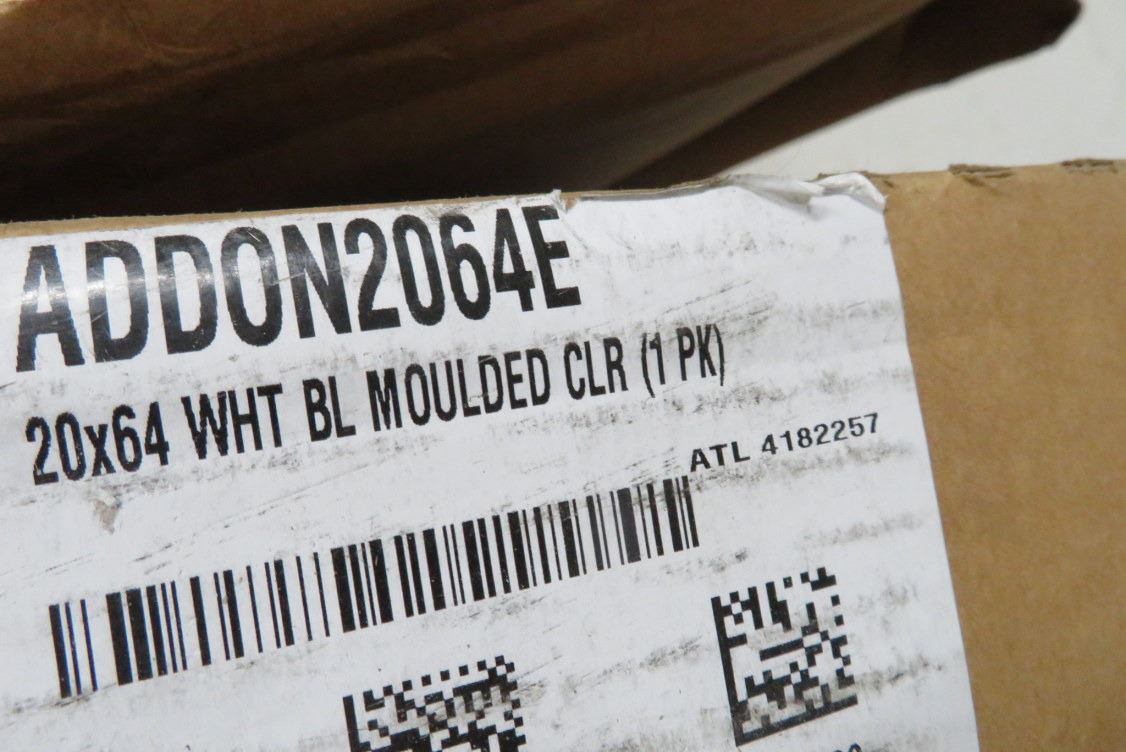 ADDON2064E
20x64 WHT BL MOULDED CLR (1 PK)
ATL 4182257